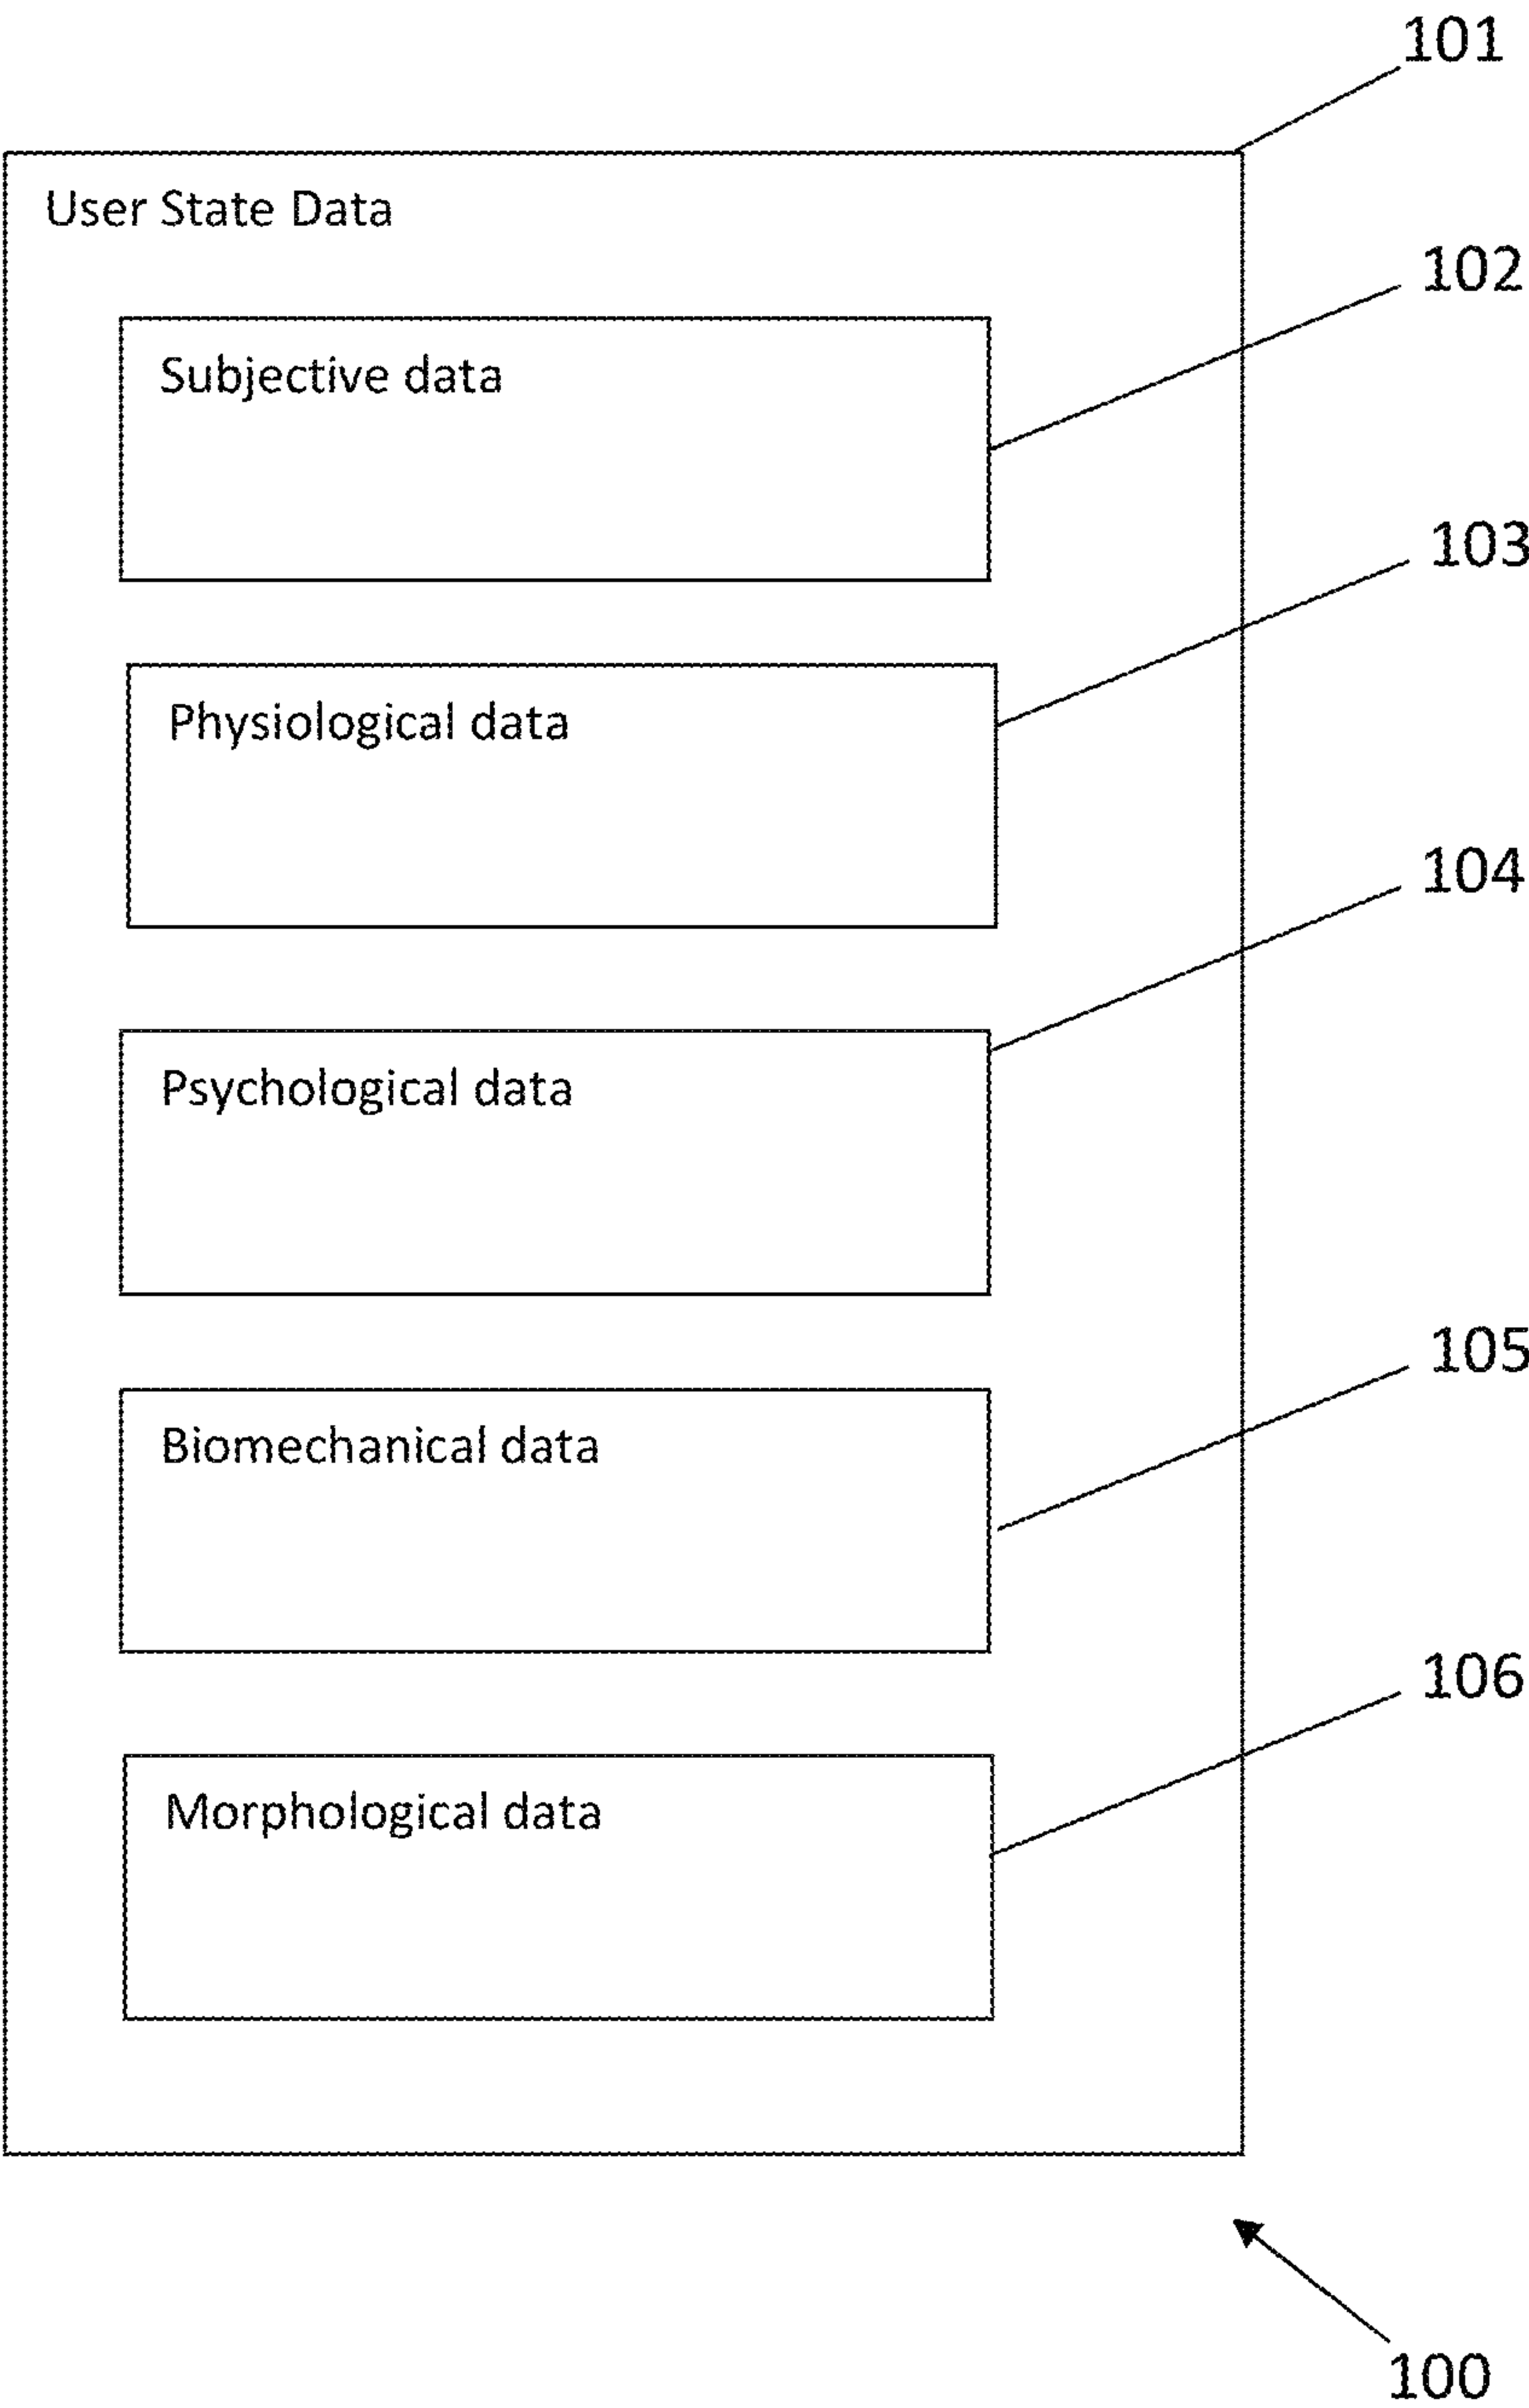 101
User State Data
102
Subjective data
103
Physiological data
104
Psychological data
105
Biomechanical data
106
Morphological data
100